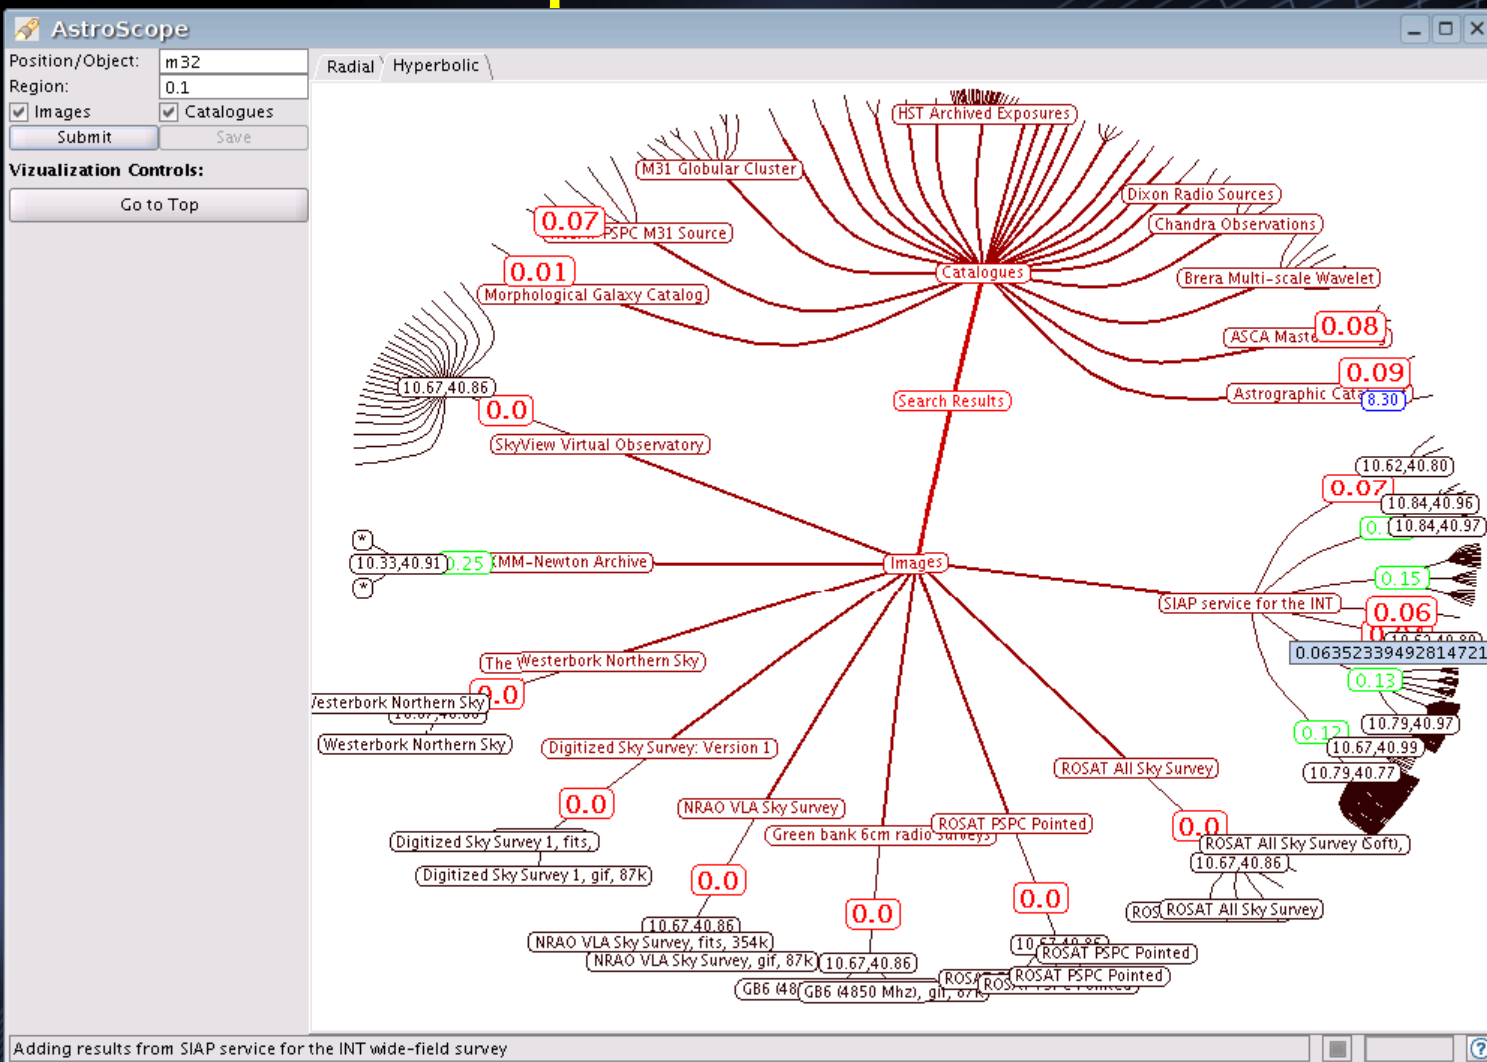 AstroScope
Position/Object: m32
Region: 0.1
Images Catalogues
Submit Save
Vizualization Controls:
Go to Top
Radial Hyperbolic
HST Archived Exposures
M31 Globular Cluster
Dixon Radio Sources
0.07
PSPC M31 Source
Chandra Observations
0.01
Catalogues
Brera Multi-scale Wavelet
Morphological Galaxy Catalog
0.08
ASCA
0.09
10.67,40.86
Astrographic
8.30
0.0
Search Results
SkyView Virtual Observatory
10.62,40.80
0.07
10.84,40.96
10.84,40.97
*
10.33,40.91
0.25
XMM-Newton Archive
*
Images
0.15
SIAP service for the INT
0.06
0.06352339492814721
The
Westerbork Northern Sky
0.13
0.0
Westerbork Northern Sky
10.79,40.97
Westerbork Northern Sky
0.12
10.67,40.99
Digitized Sky Survey: Version 1
ROSAT All Sky Survey
10.79,40.77
0.0
NRAO VLA Sky Survey
ROSAT PSPC Pointed
0.0
Green bank 6cm radio surveys
Digitized Sky Survey 1, fits,
ROSAT All Sky Survey (Soft),
10.67,40.86
Digitized Sky Survey 1, gif, 87k
0.0
0.0
0.0
ROSAT All Sky Survey
10.67,40.86
NRAO VLA Sky Survey, fits, 354k
NRAO VLA Sky Survey, gif, 87k
10.67,40.86
10.67,40.86
ROSAT PSPC Pointed
ROSAT PSPC Pointed
GB6 (4850 Mhz), gif, 87k
Adding results from SIAP service for the INT wide-field survey